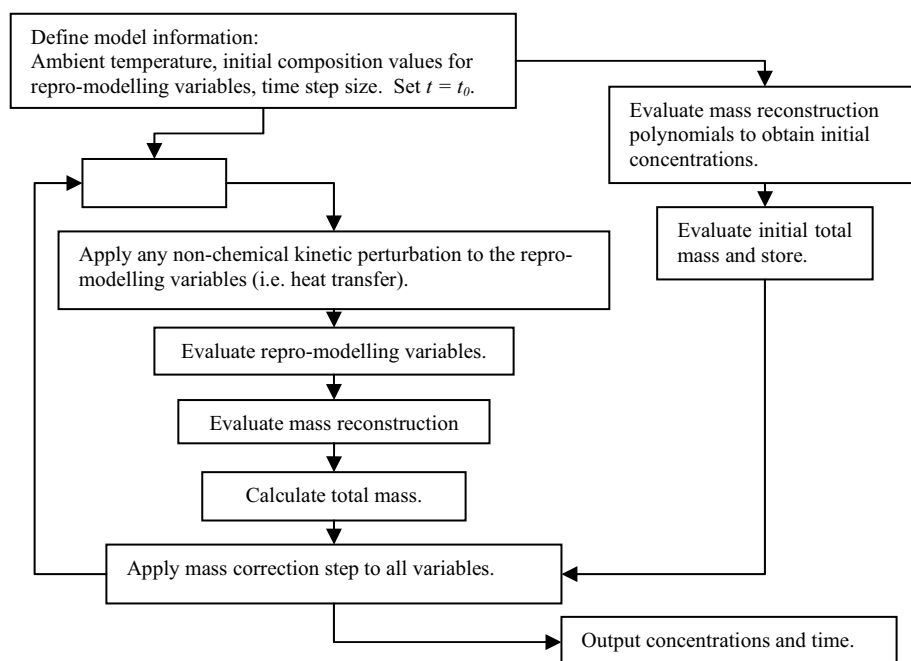 Define model information:
Ambient temperature, initial composition values for
repro-modelling variables, time step size.  Set t = t0.
Evaluate mass reconstruction
polynomials to obtain initial
concentrations.
Evaluate initial total
mass and store.
Apply any non-chemical kinetic perturbation to the repro-
modelling variables (i.e. heat transfer).
Evaluate repro-modelling variables.
Evaluate mass reconstruction
Calculate total mass.
Apply mass correction step to all variables.
Output concentrations and time.